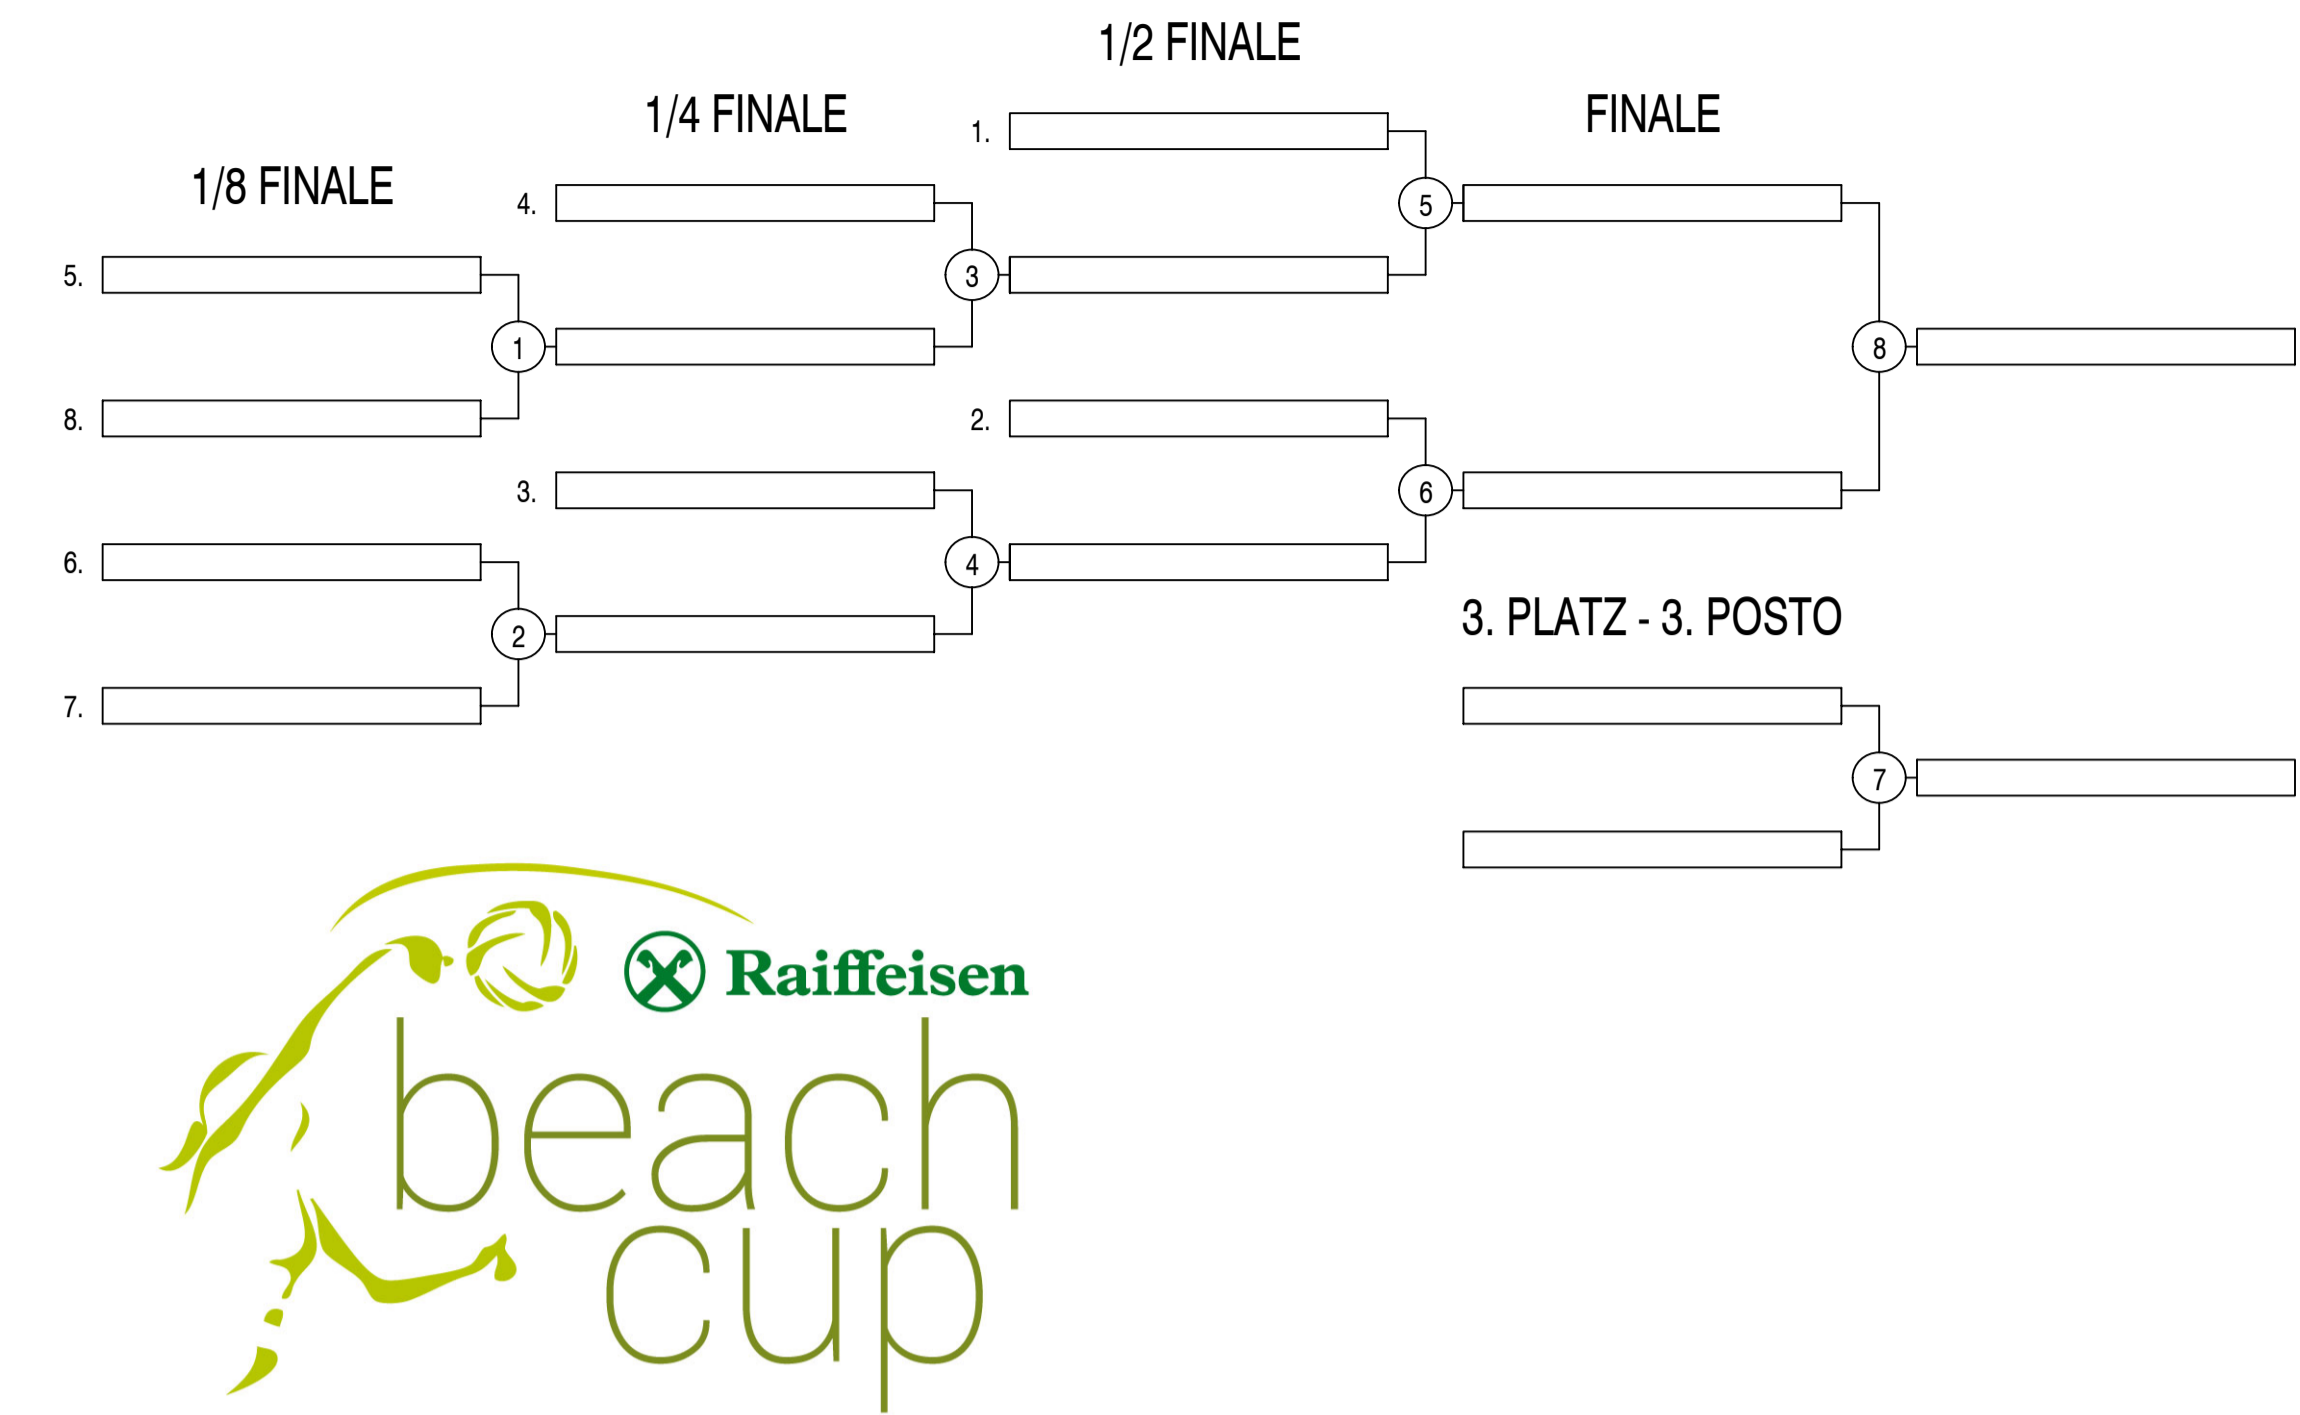 1/2 FINALE
1/4 FINALE
FINALE
1.
1/8 FINALE
4.
5
5.
3
1
8
8.
2.
3.
6
6.
4
3. PLATZ - 3. POSTO
2
7.
7
Raiffeisen
beach
cup